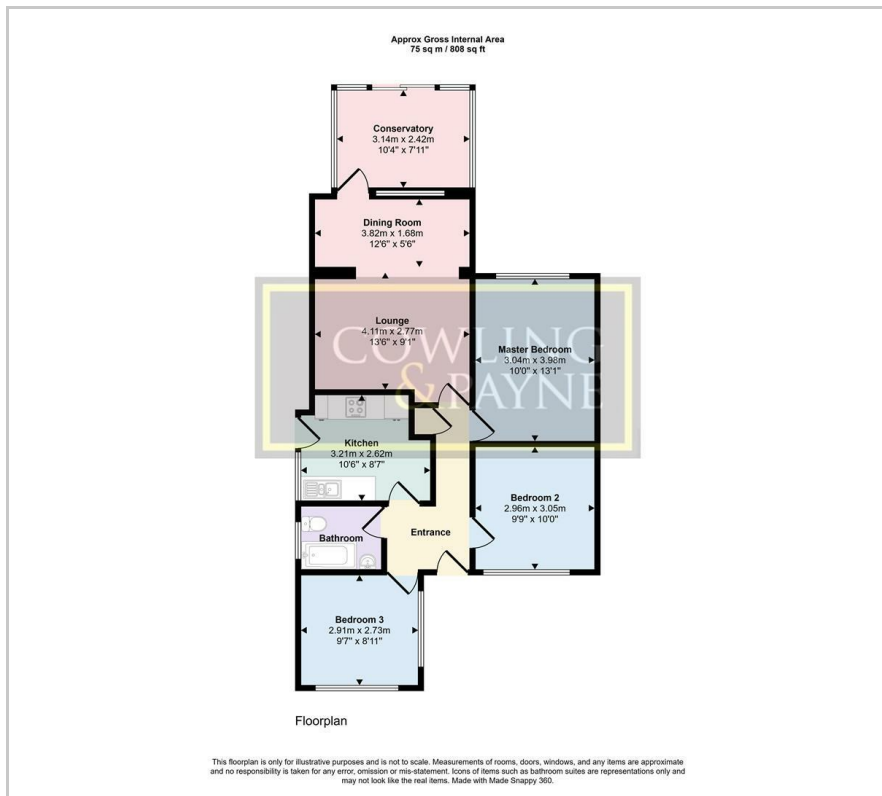 Approx Gross Internal Area
75 sq m / 808 sq ft
Conservatory
3.14m x 2.42m
10'4" x 7'11"
Dining Room
3.82m x 1.68m
12'6" x 5'6"
Lounge
4.11m x 2.77m
13'6" x 9'1"
Master Bedroom
3.04m x 3.98m
10'0" x 13'1"
COWLING
& PAYNE
Kitchen
3.21m x 2.62m
10'6" x 8'7"
Bedroom 2
2.96m x 3.05m
9'9" x 10'0"
Bathroom
Entrance
Bedroom 3
2.91m x 2.73m
9'7" x 8'11"
Floorplan
This floorplan is only for illustrative purposes and is not to scale. Measurements of rooms, doors, windows, and any items are approximate
and no responsibility is taken for any error, omission or mis-statement. Icons of items such as bathroom suites are representations only and
may not look like the real items. Made with Made Snappy 360.